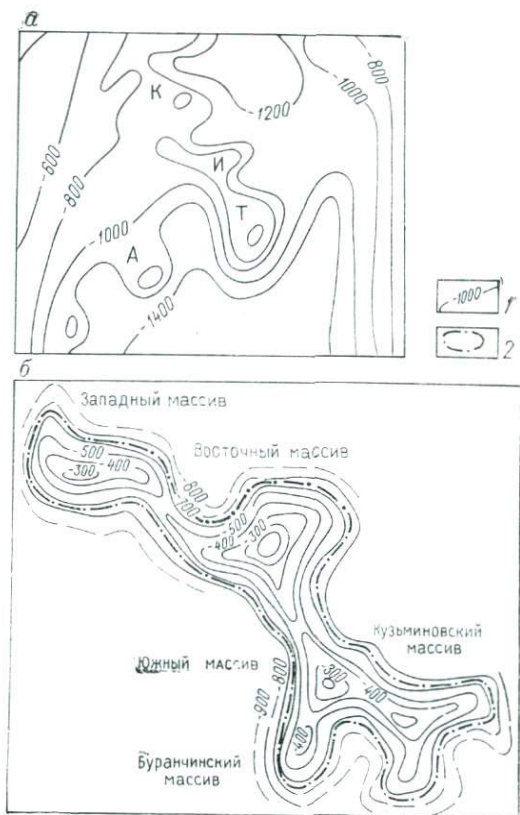 а
-800
-1000
К
-1200
-600
-800
И
-1000
Т
А
-1400
-1000
1
2
б
Западный массив
-500
-300 -400
Восточный массив
-800
-700
-500
-400 -300
Кузьминовский
массив
Южный массив
-800
-900
-300
-400
-400
Буранчинский
массив